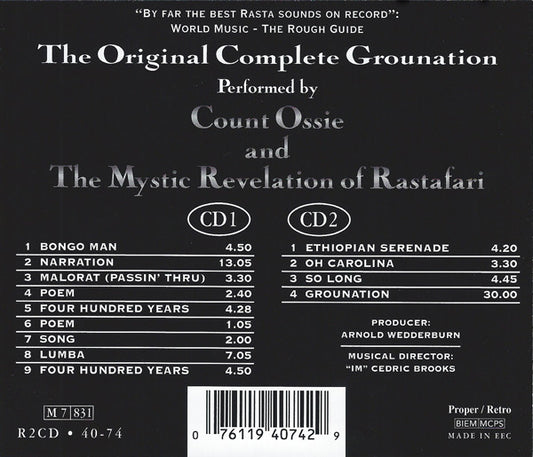 “By far the best Rasta sounds on record”:
World Music - The Rough Guide
The Original Complete Grounation
Performed by
Count Ossie
and
The Mystic Revelation of Rastafari
CD1
1 BONGO MAN 4.50
2 NARRATION 13.05
3 MALORAT (PASSIN' THRU) 3.30
4 POEM 2.40
5 FOUR HUNDRED YEARS 4.28
6 POEM 1.05
7 SONG 2.00
8 LUMBA 7.05
9 FOUR HUNDRED YEARS 4.50
CD2
1 ETHIOPIAN SERENADE 4.20
2 OH CAROLINA 3.30
3 SO LONG 4.45
4 GROUNATION 30.00
PRODUCER:
ARNOLD WEDDERBURN
MUSICAL DIRECTOR:
“IM” CEDRIC BROOKS
M 7 831
R2CD • 40-74
0 76119 40742 9
Proper / Retro
BIEM MCPS
MADE IN EEC